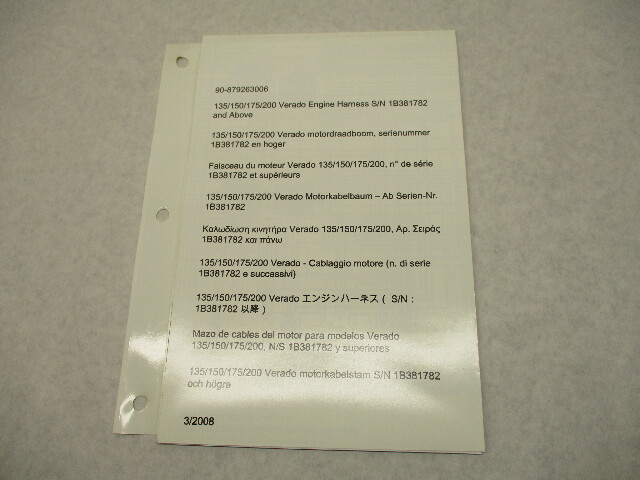 90-879263006
135/150/175/200 Verado Engine Harness S/N 1B381782
and Above
135/150/175/200 Verado motordraadboom, serienummer
1B381782 en hoger
Faisceau du moteur Verado 135/150/175/200, n° de série
1B381782 et supérieurs
135/150/175/200 Verado Motorkabelbaum – Ab Serien-Nr.
1B381782
Καλωδίωση κινητήρα Verado 135/150/175/200, Αρ. Σειράς
1B381782 και πάνω
135/150/175/200 Verado - Cablaggio motore (n. di serie
1B381782 e successivi)
135/150/175/200 Verado エンジンハーネス ( S/N :
1B381782 以降 )
Mazo de cables del motor para modelos Verado
135/150/175/200, N/S 1B381782 y superiores
135/150/175/200 Verado motorkabelstam S/N 1B381782
och högre
3/2008